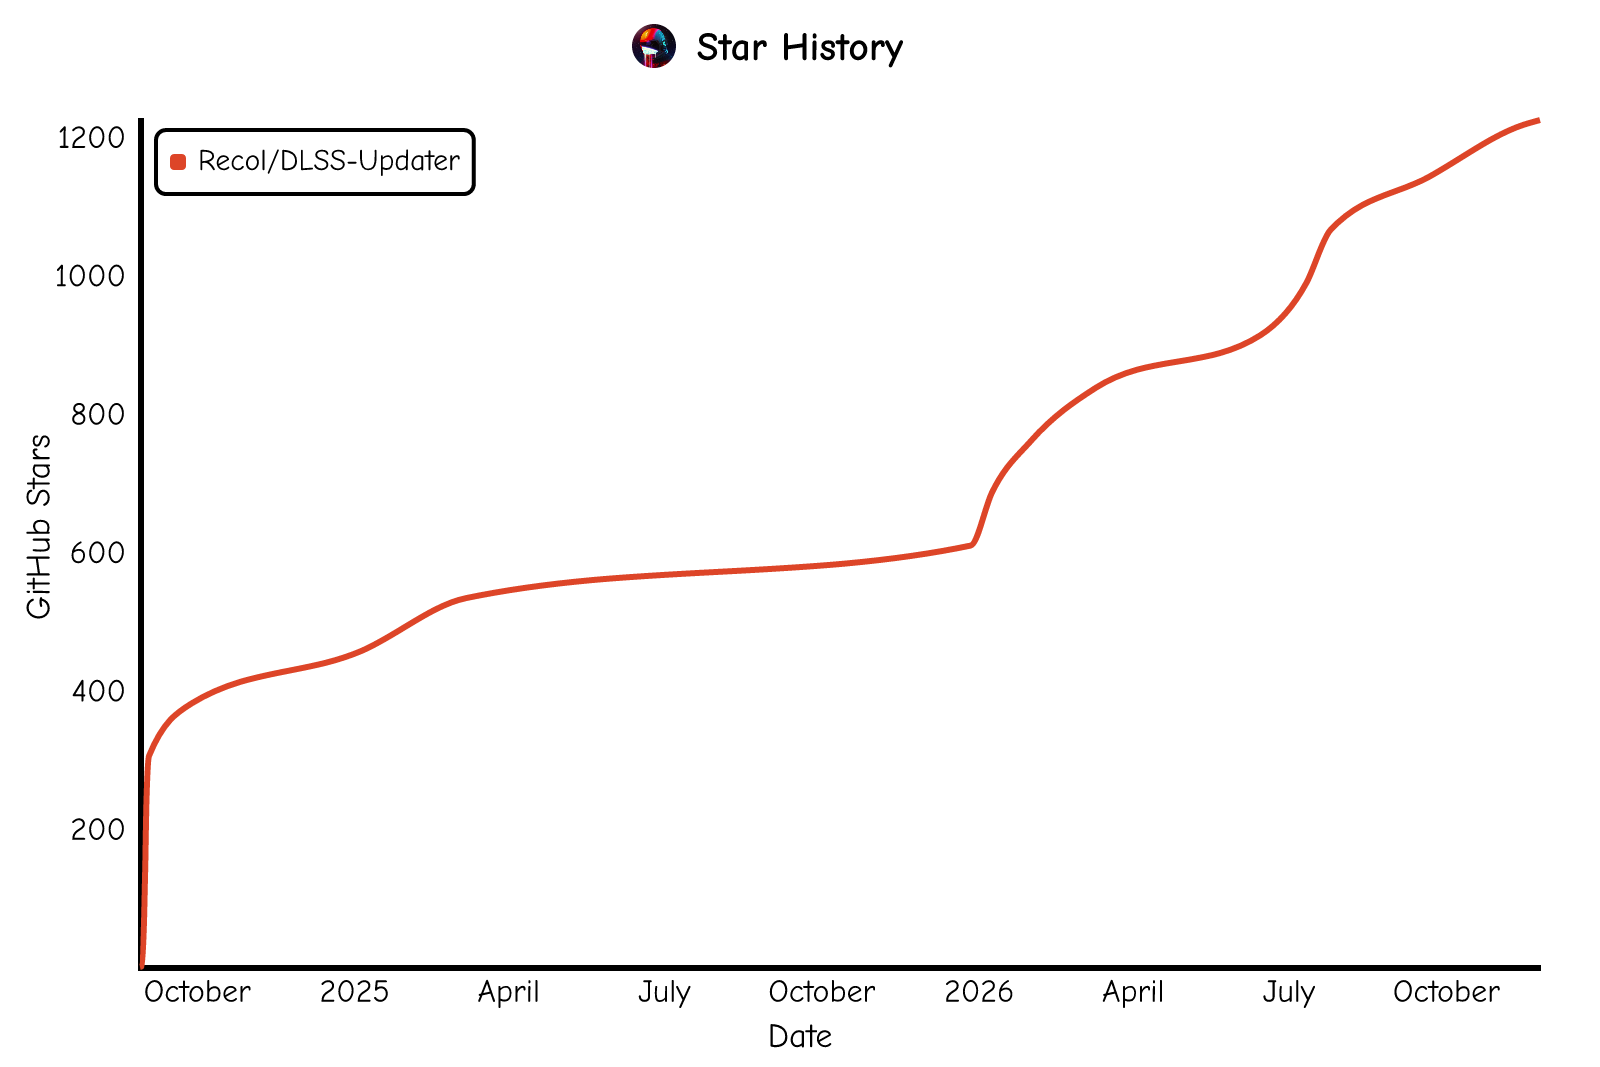 Star History
Recol/DLSS-Updater
1200
1000
800
600
400
200
GitHub Stars
October 2025 April July October 2026 April July October
Date